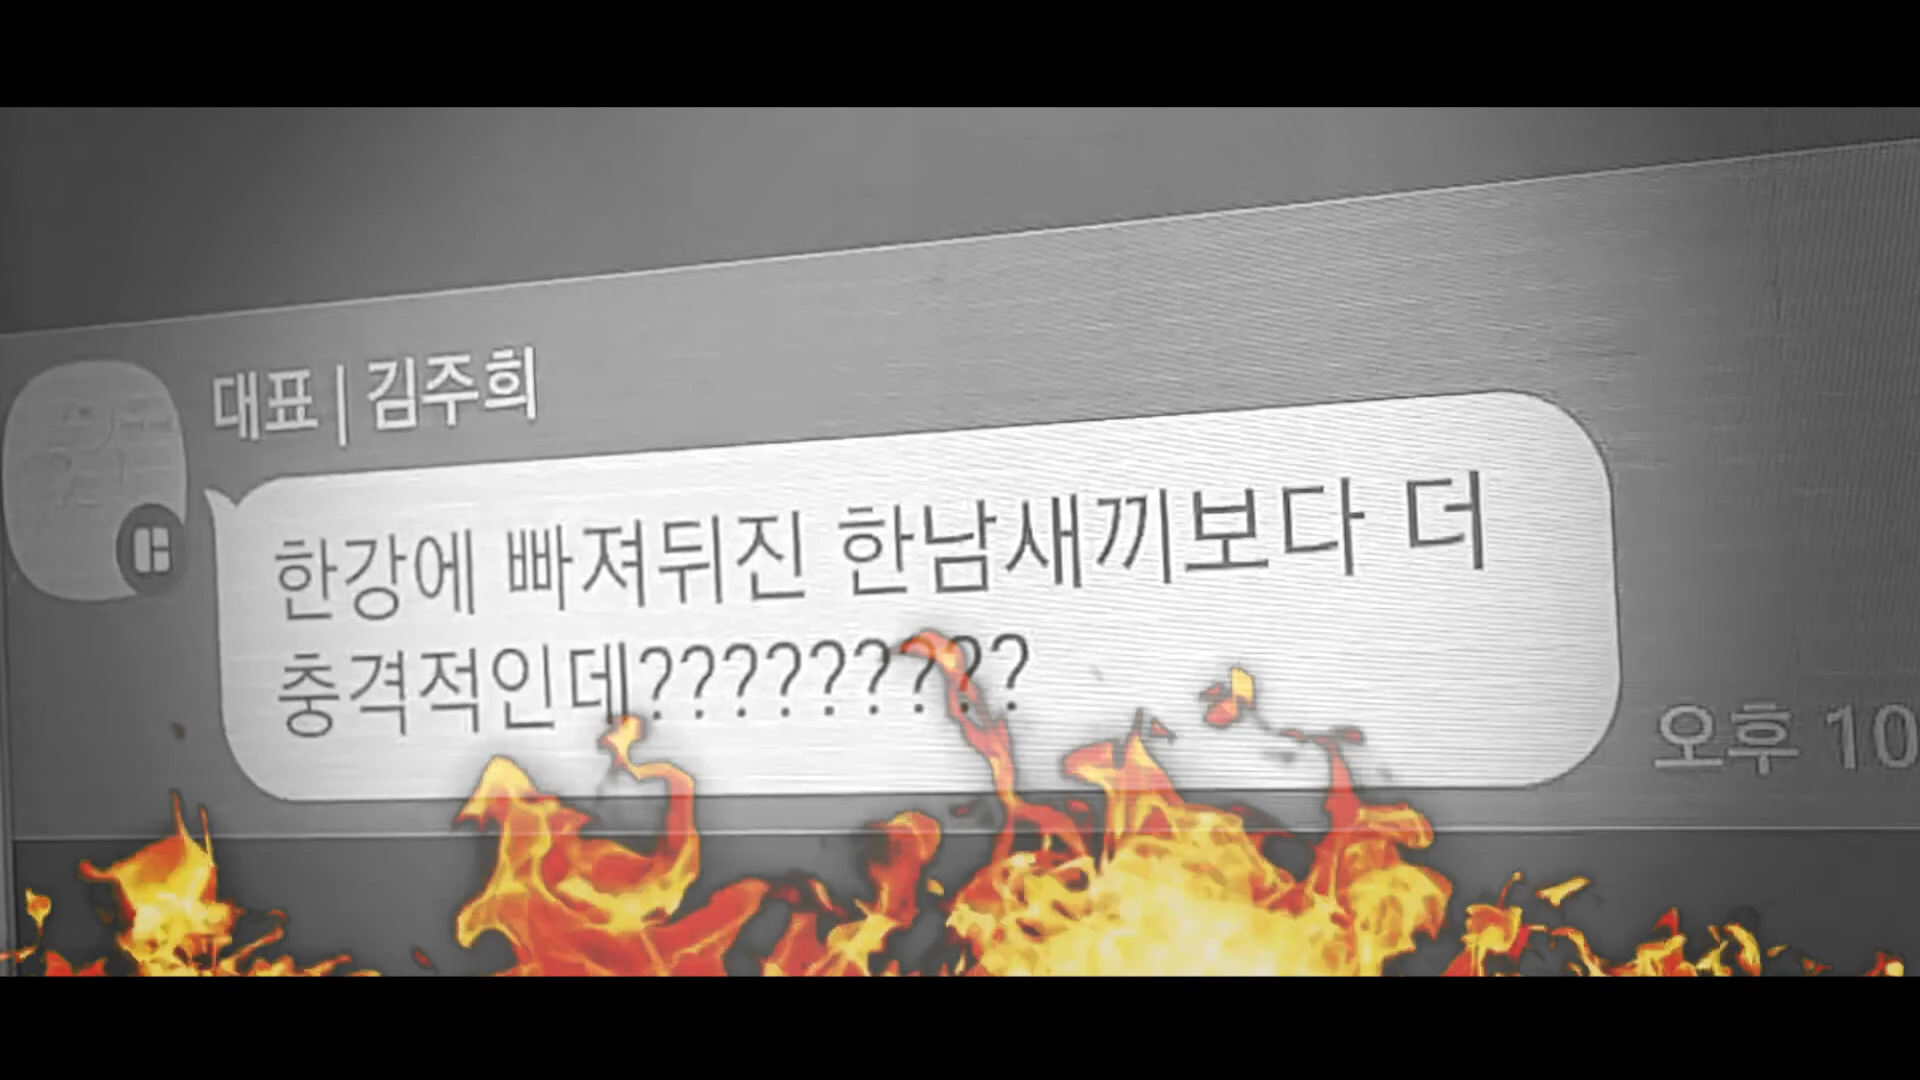 대표 | 김주희
한강에 빠져뒤진 한남새끼보다 더
충격적인데??????????
오후 10